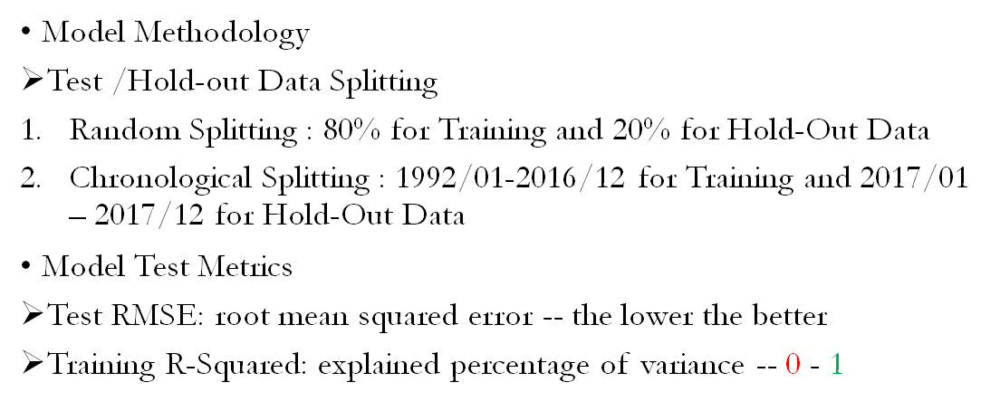 • Model Methodology
➢Test /Hold-out Data Splitting
1. Random Splitting : 80% for Training and 20% for Hold-Out Data
2. Chronological Splitting : 1992/01-2016/12 for Training and 2017/01
– 2017/12 for Hold-Out Data
• Model Test Metrics
➢Test RMSE: root mean squared error -- the lower the better
➢Training R-Squared: explained percentage of variance -- 0 - 1